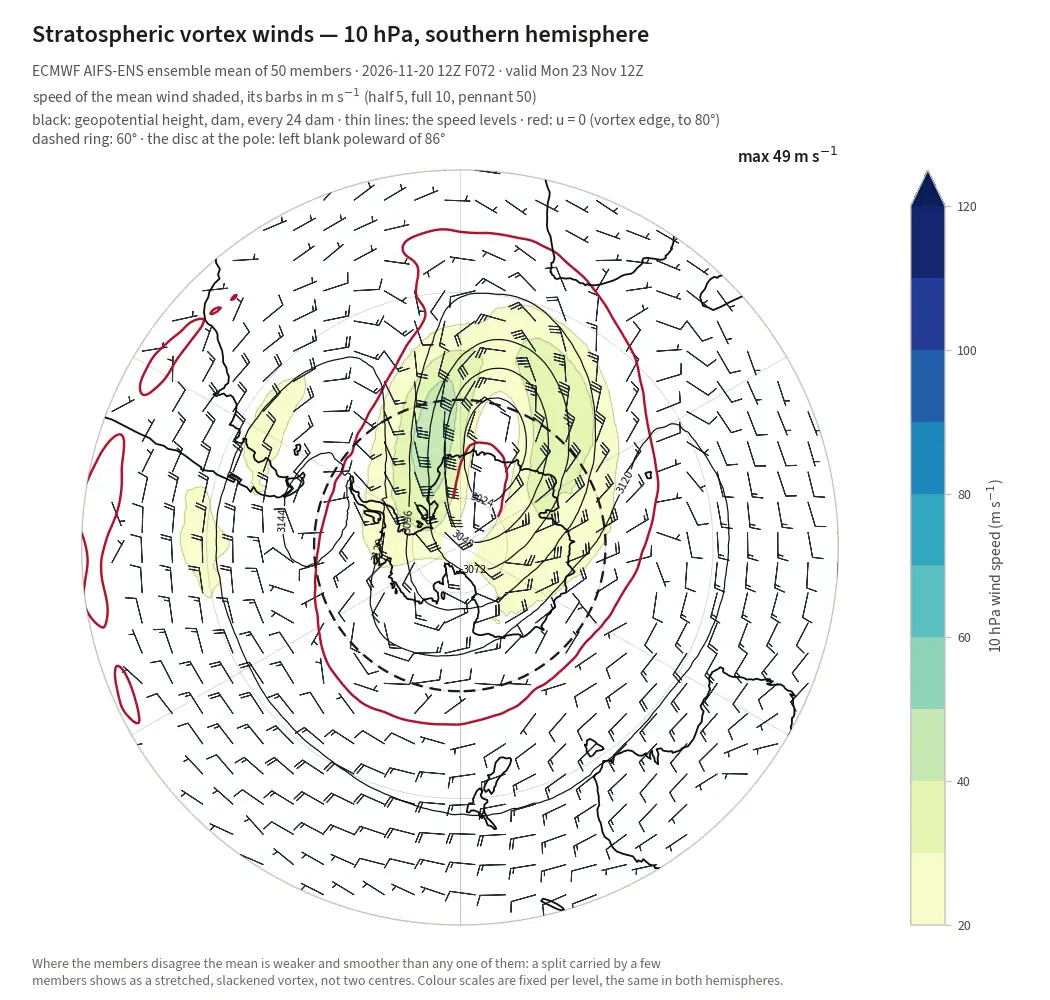 Stratospheric vortex winds — 10 hPa, southern hemisphere
ECMWF AIFS-ENS ensemble mean of 50 members · 2026-11-20 12Z F072 · valid Mon 23 Nov 12Z
speed of the mean wind shaded, its barbs in m s⁻¹ (half 5, full 10, pennant 50)
black: geopotential height, dam, every 24 dam · thin lines: the speed levels · red: u = 0 (vortex edge, to 80°)
dashed ring: 60° · the disc at the pole: left blank poleward of 86°
max 49 m s⁻¹
120
100
80
60
40
20
10 hPa wind speed (m s⁻¹)
3120
3024
3144
3096
3048
3072
Where the members disagree the mean is weaker and smoother than any one of them: a split carried by a few
members shows as a stretched, slackened vortex, not two centres. Colour scales are fixed per level, the same in both hemispheres.